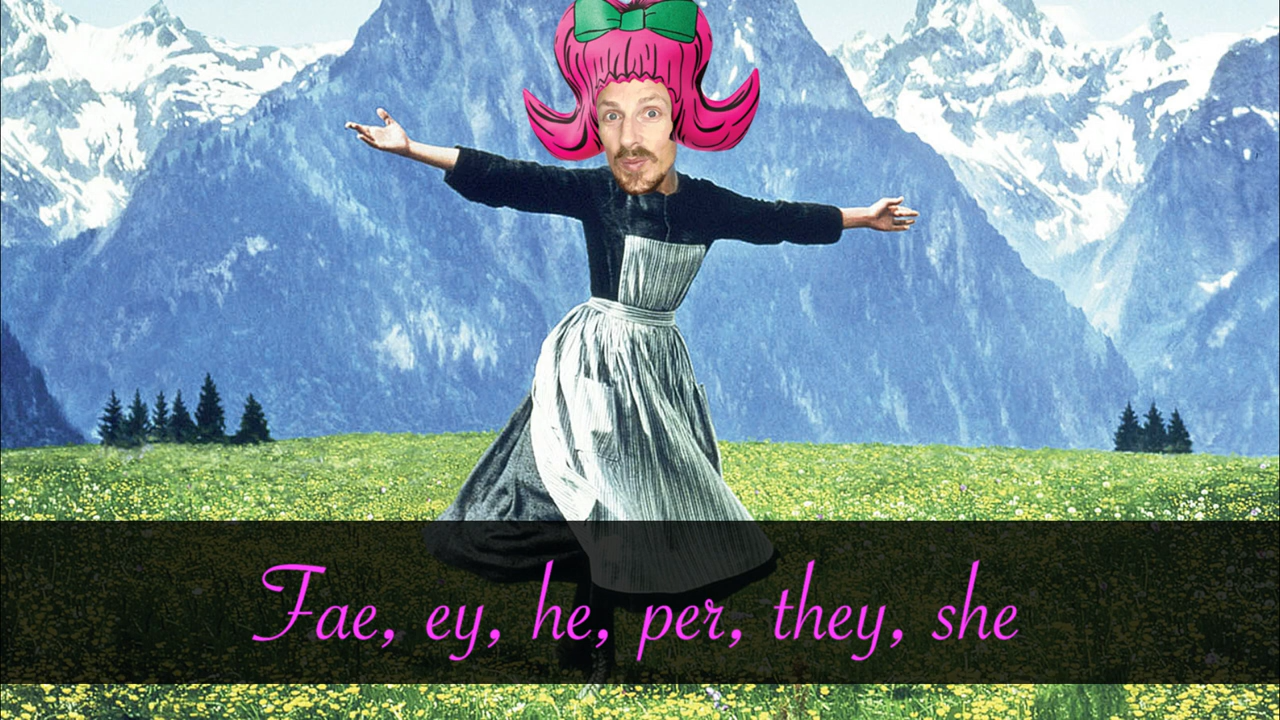 Fae, ey, he, per, they, she